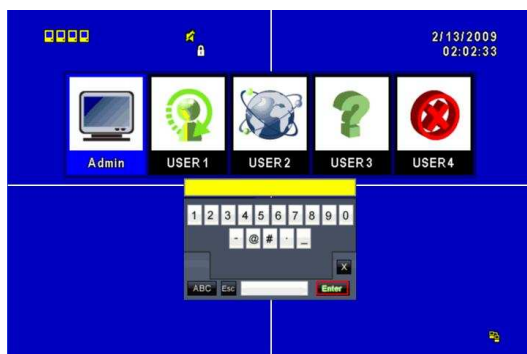 2/13/2009
02:02:33
Admin USER1 USER2 USER3 USER4
1 2 3 4 5 6 7 8 9 0
- @ # . _
X
ABC Esc Enter